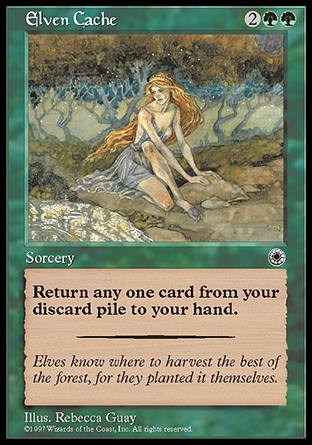 Elven Cache 2
Sorcery
Return any one card from your
discard pile to your hand.
Elves know where to harvest the best of
the forest, for they planted it themselves.
Illus. Rebecca Guay
©1997 Wizards of the Coast, Inc. All rights reserved.